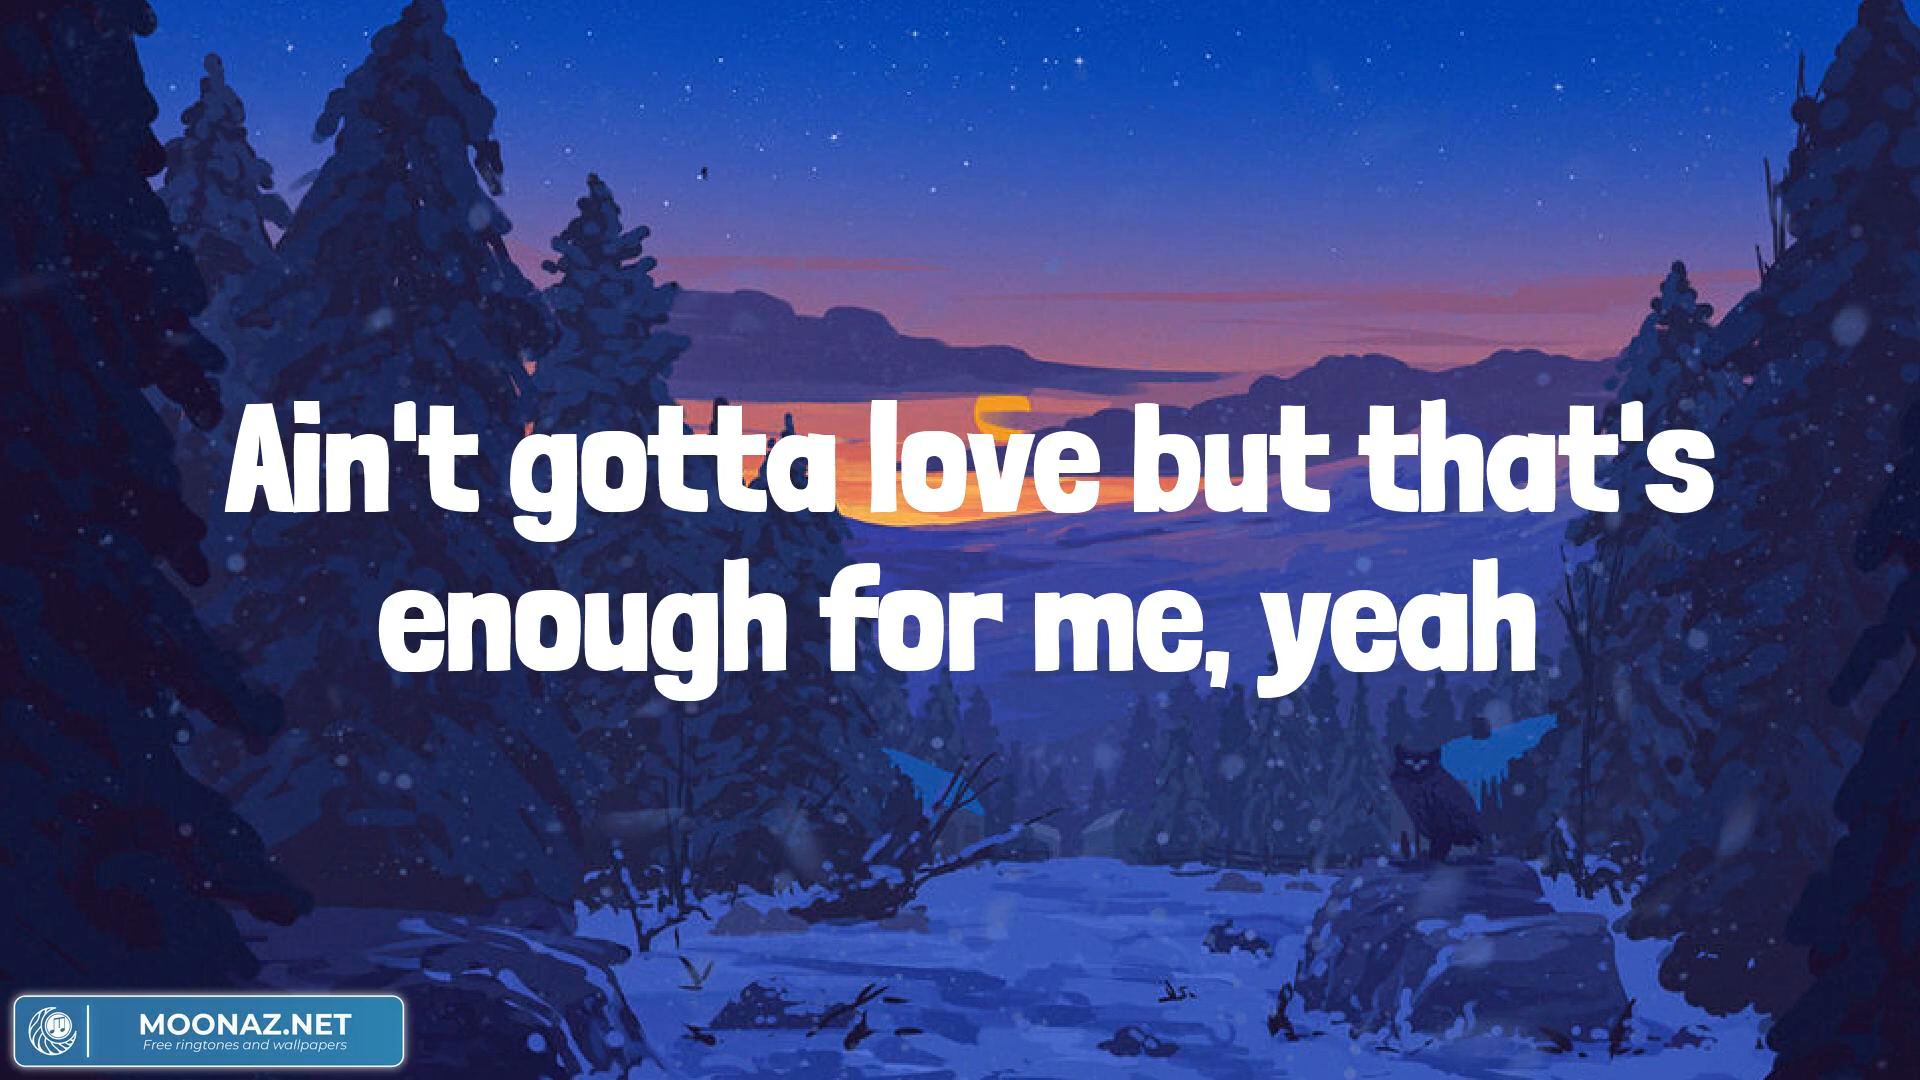 Ain't gotta love but that's
enough for me, yeah
MOONAZ.NET
Free ringtones and wallpapers